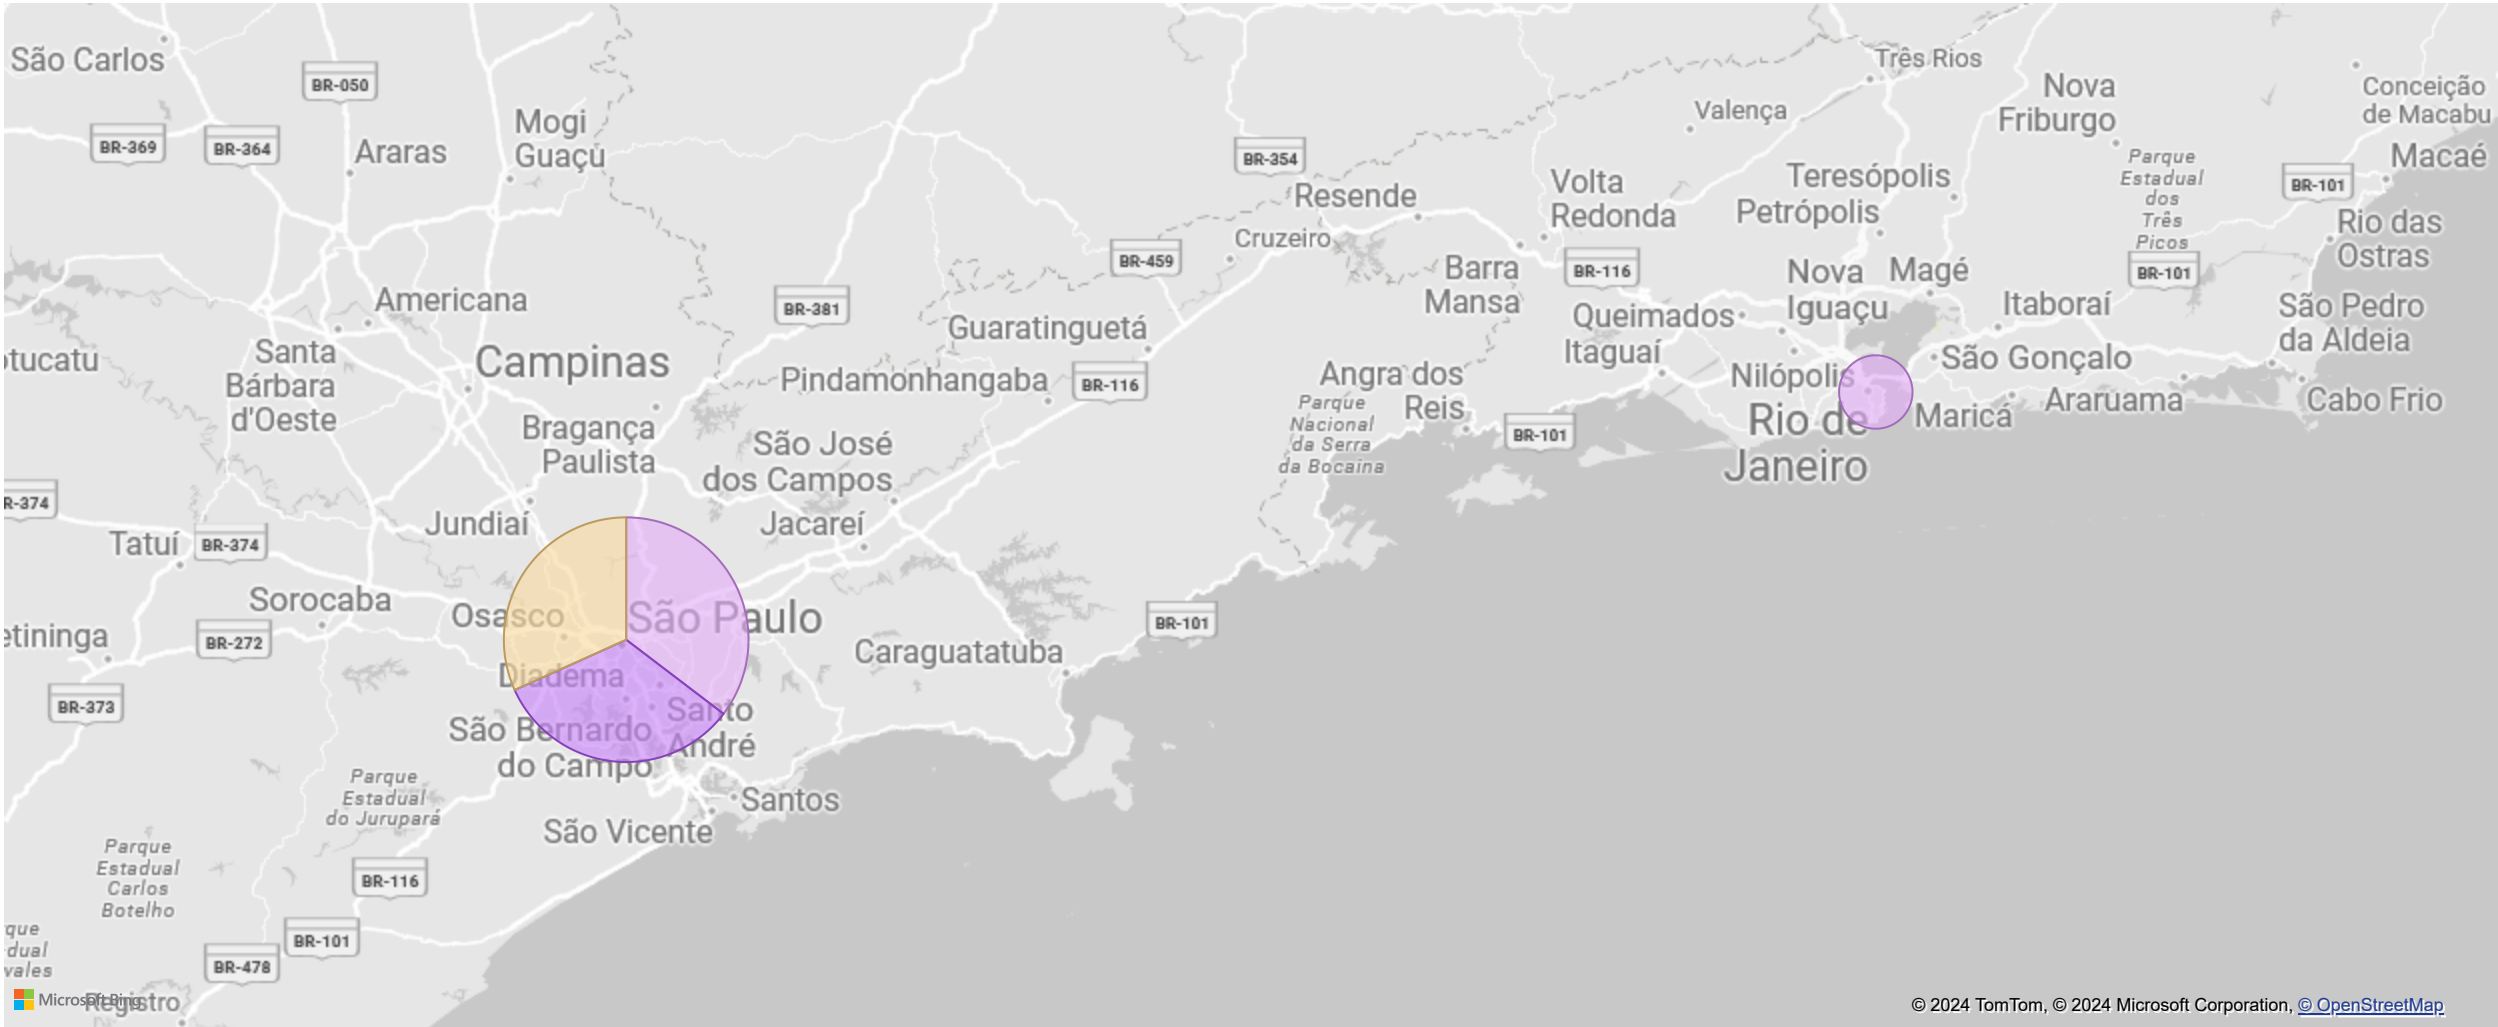 São Carlos
BR-050
BR-369
BR-364
Araras
Mogi
Guaçu
Três Rios
Valença
Nova
Friburgo
Conceição
de Macabu
Macaé
Parque
Estadual
dos
Três
Picos
BR-101
BR-354
Resende
Volta
Redonda
Teresópolis
Petrópolis
Rio das
Ostras
Cruzeiro
BR-459
Barra
Mansa
BR-116
Nova
Iguaçu
Magé
BR-101
Americana
BR-381
Guaratinguetá
Queimados
Itaguaí
Itaboraí
São Pedro
da Aldeia
Santa
Bárbara
d'Oeste
Campinas
Pindamonhangaba
BR-116
Angra dos
Reis
Nilópolis
São Gonçalo
Parque
Nacional
da Serra
da Bocaina
BR-101
Rio de
Janeiro
Maricá
Araruama
Cabo Frio
otucatu
Bragança
Paulista
São José
dos Campos
R-374
Jundiaí
Jacareí
Tatuí
BR-374
Sorocaba
Osasco
São Paulo
etininga
BR-272
Diadema
Caraguatatuba
BR-101
BR-373
Santo
André
São Bernardo
do Campo
Parque
Estadual
do Jurupará
Santos
São Vicente
Parque
Estadual
Carlos
Botelho
BR-116
BR-101
rque
dual
vales
BR-478
Registro
Microsoft Bing
© 2024 TomTom, © 2024 Microsoft Corporation, © OpenStreetMap